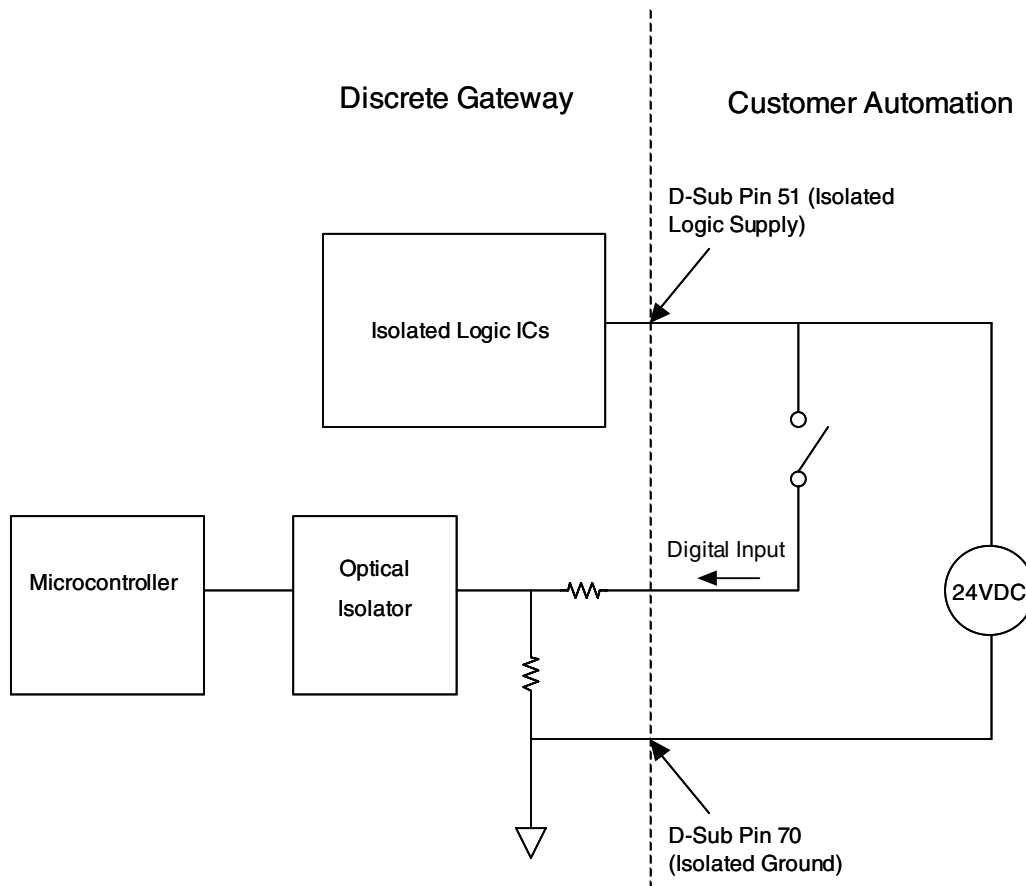 Discrete Gateway
Customer Automation
D-Sub Pin 51 (Isolated
Logic Supply)
Isolated Logic ICs
Digital Input
Microcontroller
Optical
Isolator
24VDC
D-Sub Pin 70
(Isolated Ground)